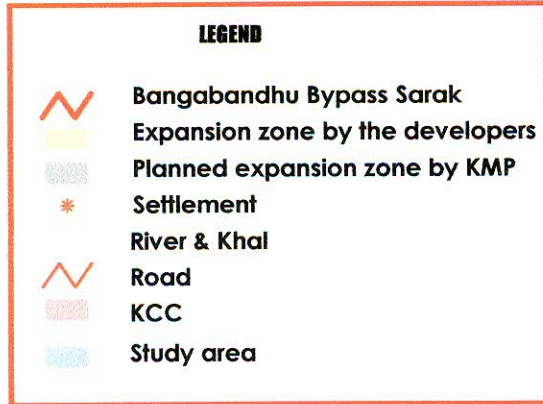 LEGEND
Bangabandhu Bypass Sarak
Expansion zone by the developers
Planned expansion zone by KMP
Settlement
River & Khal
Road
KCC
Study area